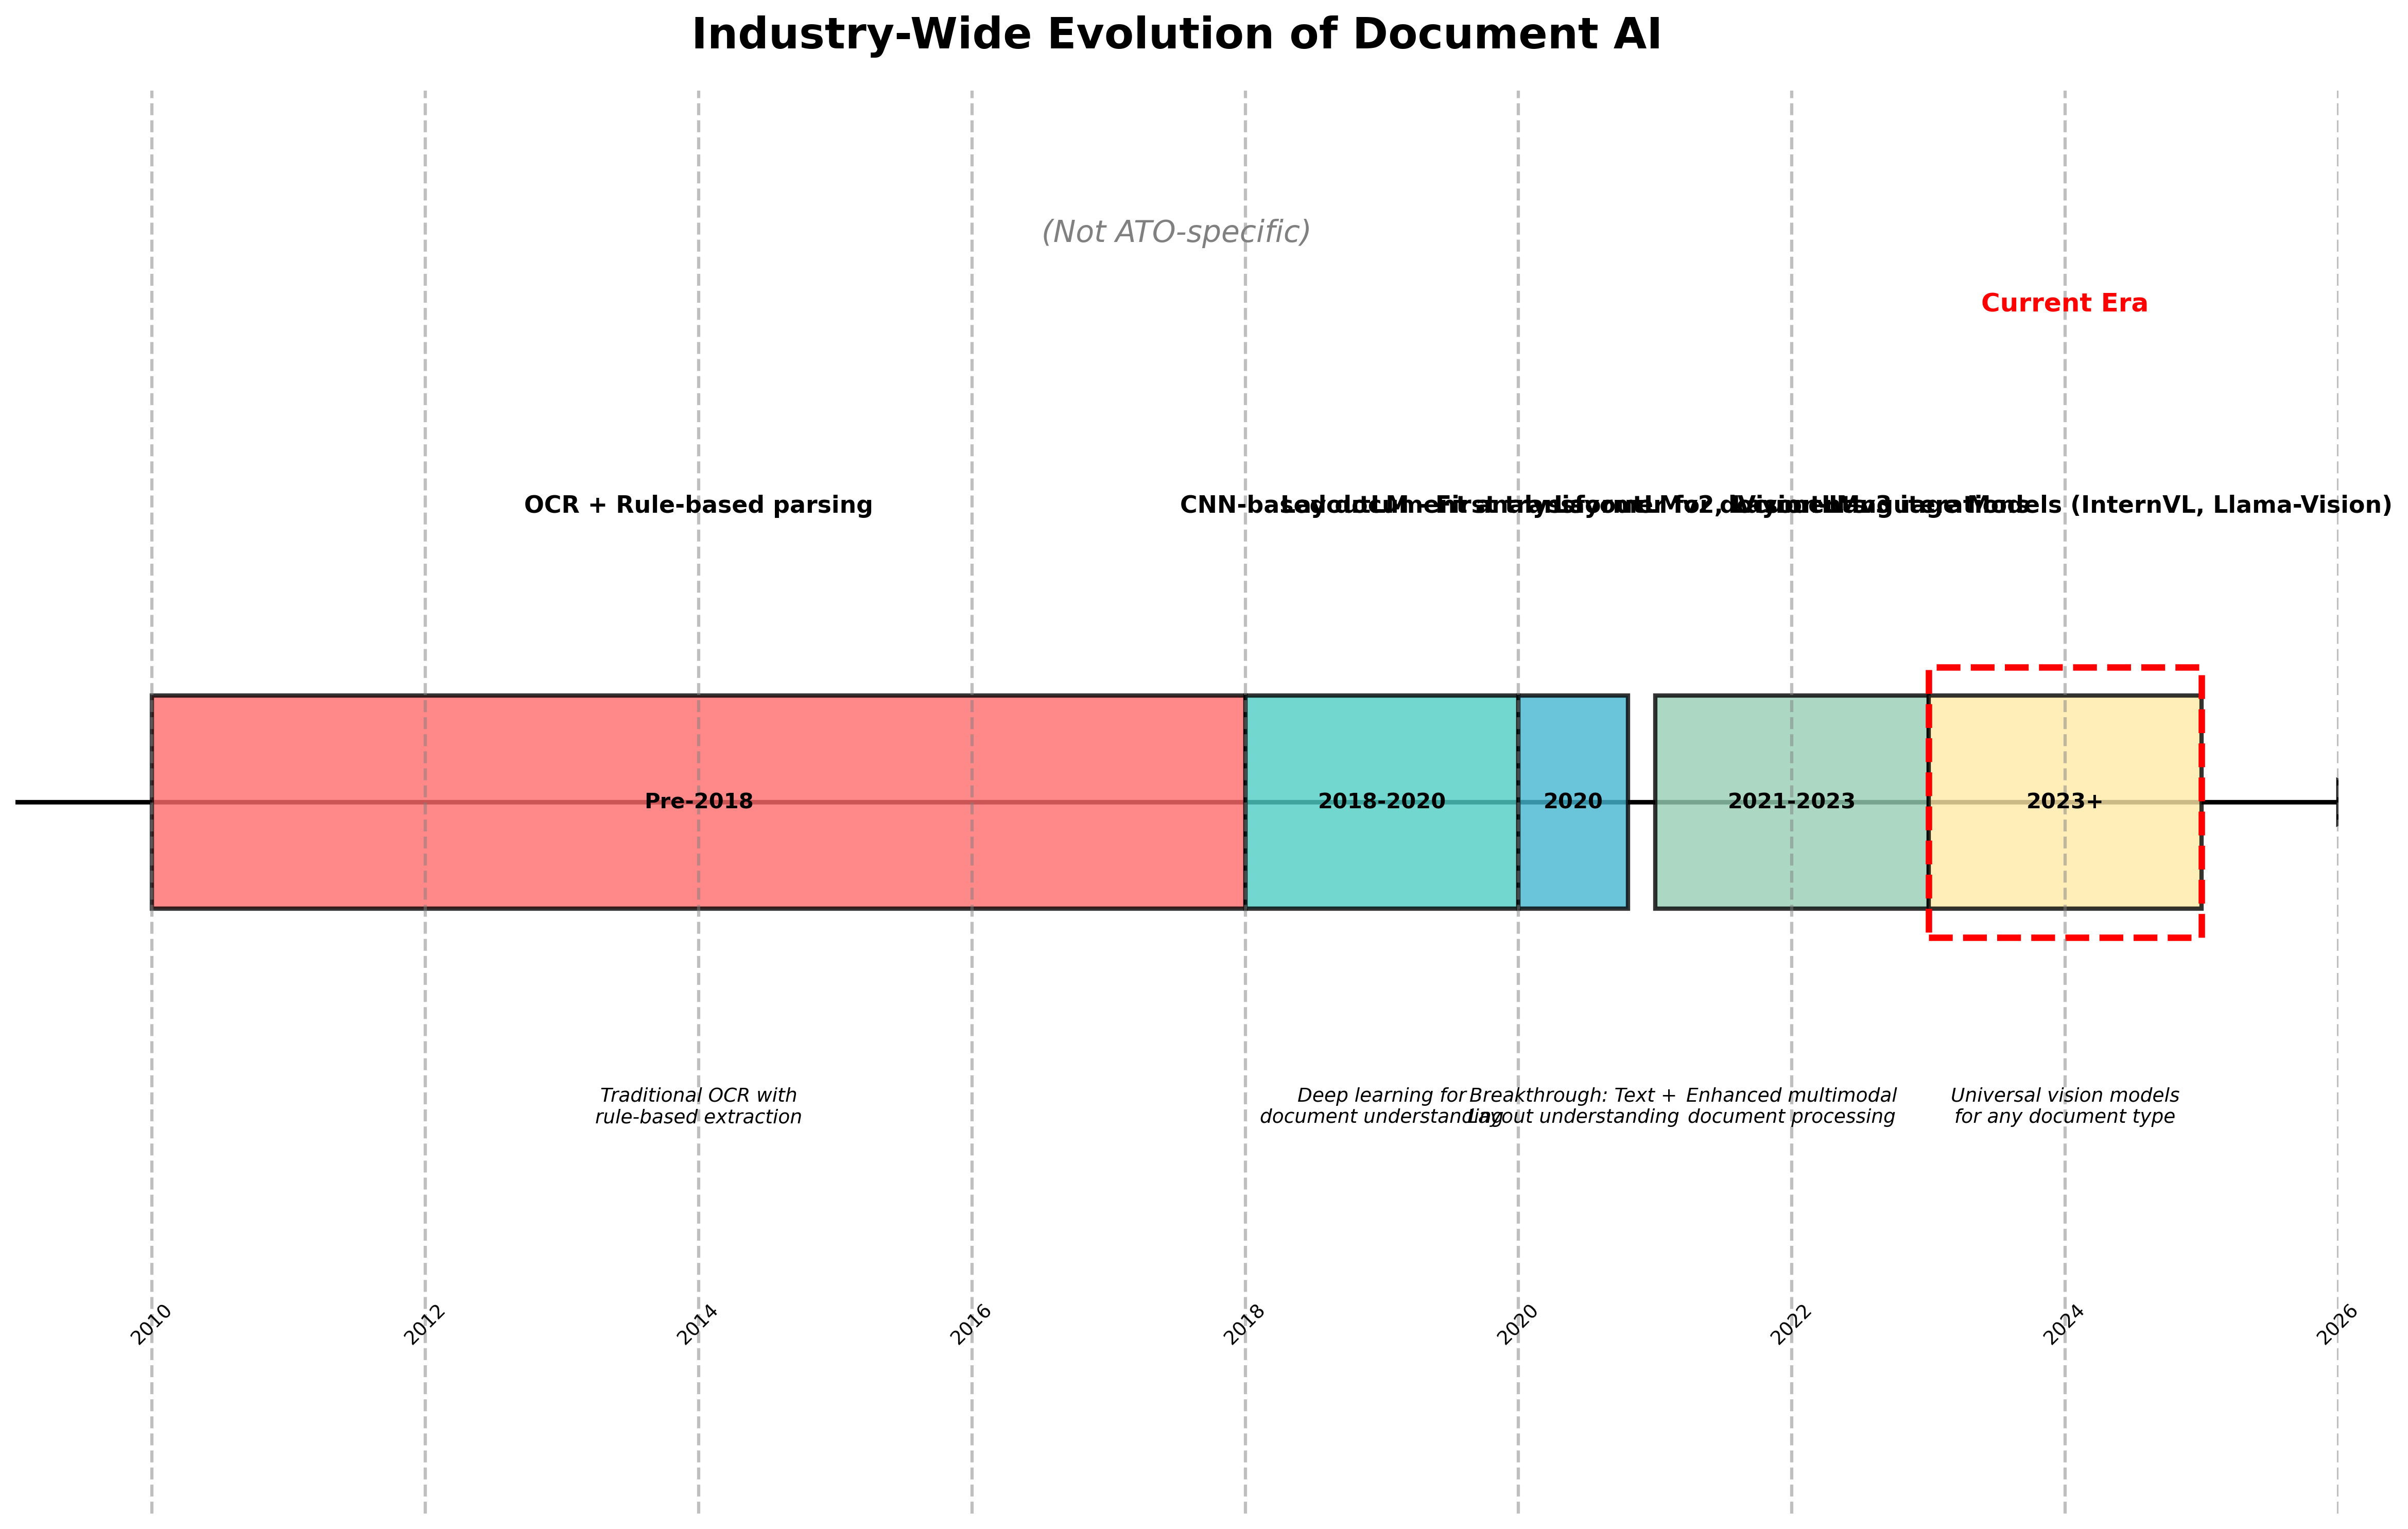 Industry-Wide Evolution of Document AI
(Not ATO-specific)
Current Era
OCR + Rule-based parsing
CNN-based document analysis
LayoutLM - First transformer for documents
LayoutLMv2, LayoutLMv3 iterations
Vision-Language Models (InternVL, Llama-Vision)
Pre-2018
2018-2020
2020
2021-2023
2023+
Traditional OCR with
rule-based extraction
Deep learning for
document understanding
Breakthrough: Text +
Layout understanding
Enhanced multimodal
document processing
Universal vision models
for any document type
2010
2012
2014
2016
2018
2020
2022
2024
2026